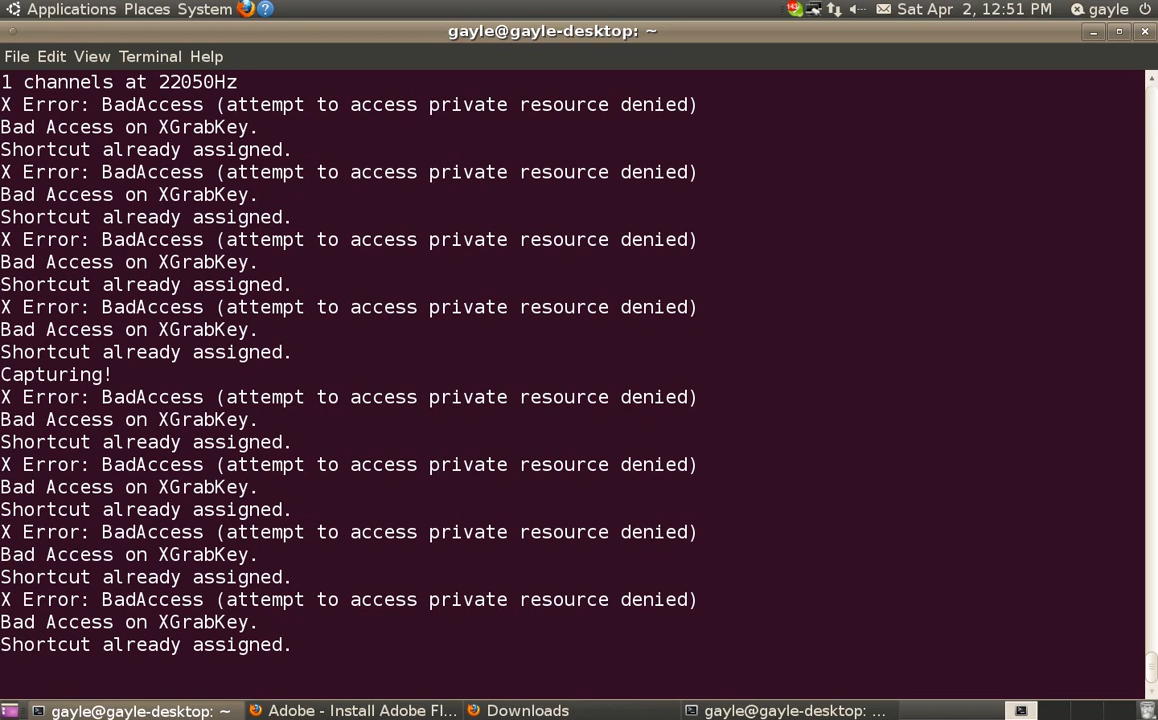 Applications Places System
143
Sat Apr 2, 12:51 PM
gayle
gayle@gayle-desktop: ~
File Edit View Terminal Help
1 channels at 22050Hz
X Error: BadAccess (attempt to access private resource denied)
Bad Access on XGrabKey.
Shortcut already assigned.
X Error: BadAccess (attempt to access private resource denied)
Bad Access on XGrabKey.
Shortcut already assigned.
X Error: BadAccess (attempt to access private resource denied)
Bad Access on XGrabKey.
Shortcut already assigned.
X Error: BadAccess (attempt to access private resource denied)
Bad Access on XGrabKey.
Shortcut already assigned.
Capturing!
X Error: BadAccess (attempt to access private resource denied)
Bad Access on XGrabKey.
Shortcut already assigned.
X Error: BadAccess (attempt to access private resource denied)
Bad Access on XGrabKey.
Shortcut already assigned.
X Error: BadAccess (attempt to access private resource denied)
Bad Access on XGrabKey.
Shortcut already assigned.
X Error: BadAccess (attempt to access private resource denied)
Bad Access on XGrabKey.
Shortcut already assigned.
gayle@gayle-desktop: ~
Adobe - Install Adobe Fl...
Downloads
gayle@gayle-desktop: ...